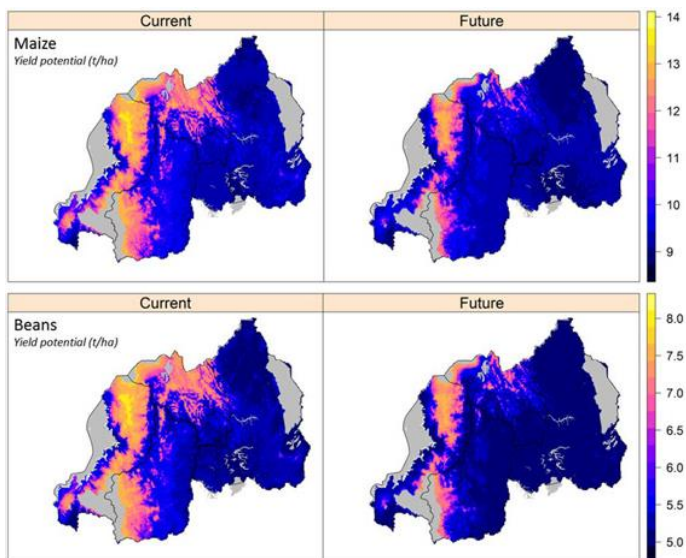 Current
Future
Maize
Yield potential (t/ha)
14
13
12
11
10
9
Current
Future
Beans
Yield potential (t/ha)
8.0
7.5
7.0
6.5
6.0
5.5
5.0